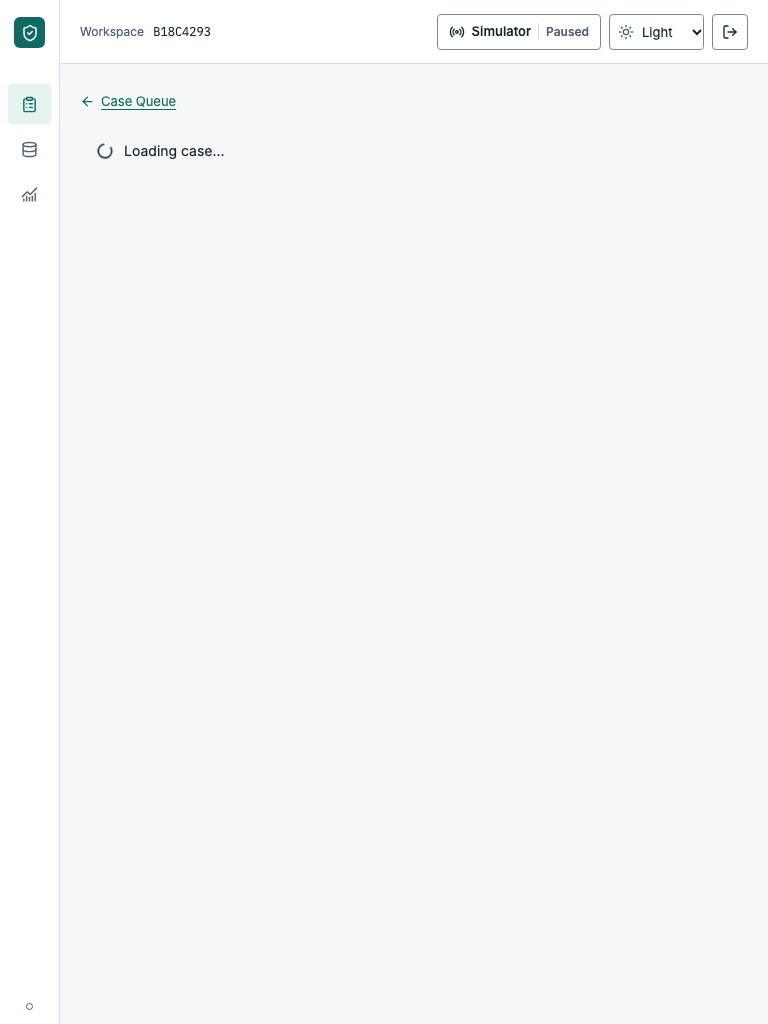 Workspace B18C4293
Simulator Paused
Light
Case Queue
Loading case...